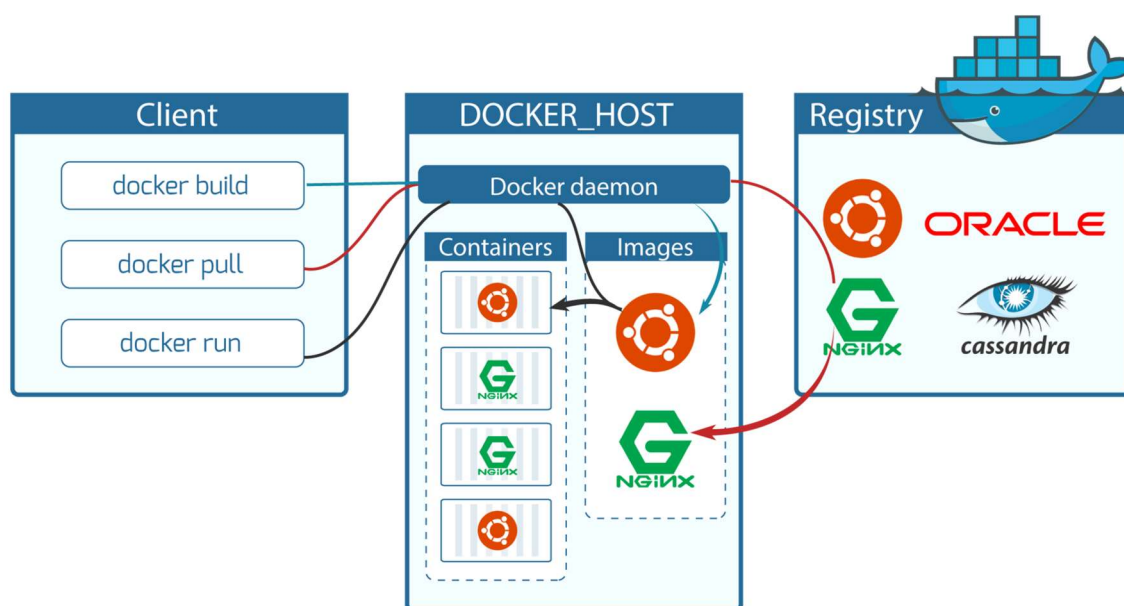 Client
docker build
docker pull
docker run
DOCKER_HOST
Docker daemon
Containers
NGiNX
NGiNX
Images
NGiNX
Registry
ORACLE
NGiNX
cassandra